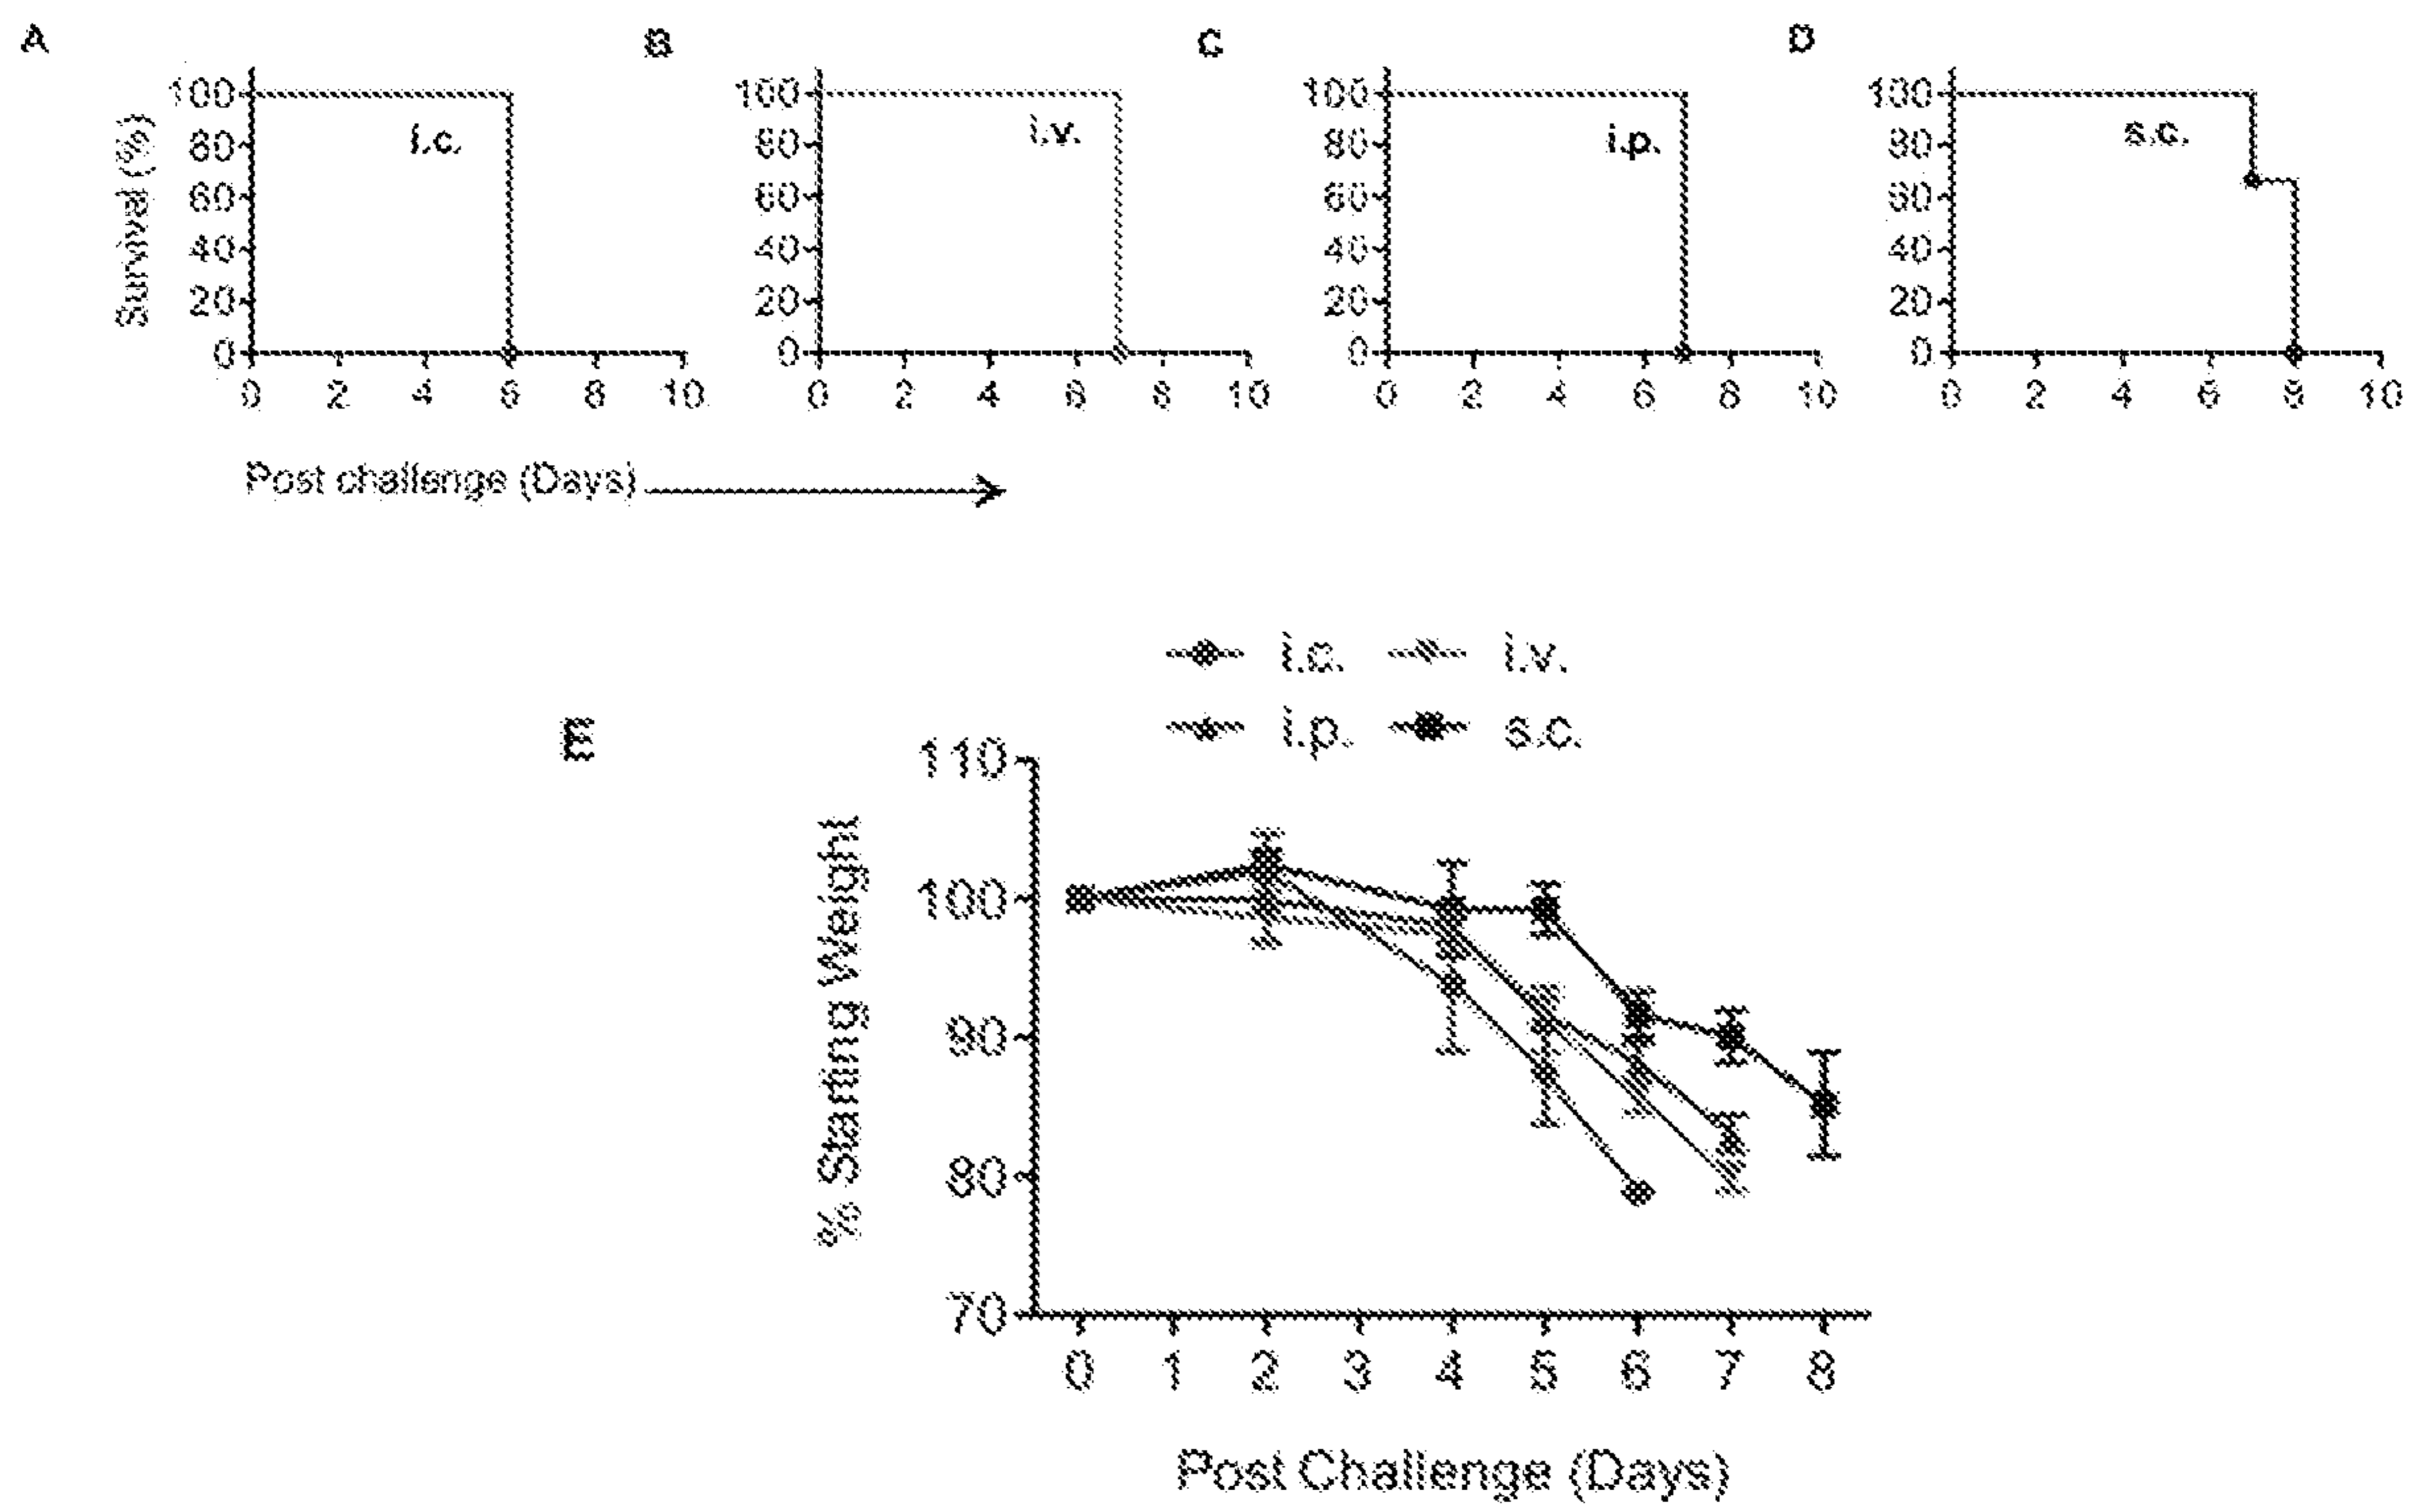 A B C D
100 100 100 100
i.c. i.v. i.p. s.c.
80 80 80 80
60 60 60 60
40 40 40 40
20 20 20 20
0 0 0 0
Survival (%)
0 2 4 6 8 10 0 2 4 6 8 10 0 2 4 6 8 10 0 2 4 6 8 10
Post challenge (Days)
i.c. i.v.
i.p. s.c.
E
110
100
90
80
70
% Starting Weight
0 1 2 3 4 5 6 7 8
Post Challenge (Days)